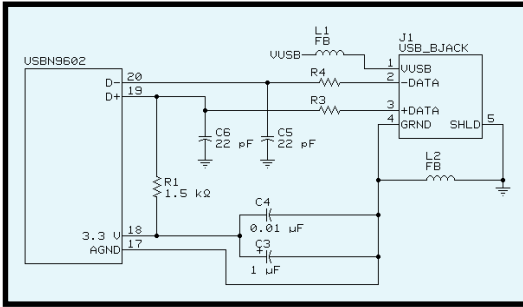 J1
USB_BJACK
L1
FB
VUSB
1
VUSB
R4
2
-DATA
R3
3
+DATA
4
GRND
SHLD
5
USBN9602
D-
20
D+
19
C6
22 pF
C5
22 pF
L2
FB
R1
1.5 kΩ
C4
0.01 µF
3.3 V
18
AGND
17
+
C3
1 µF